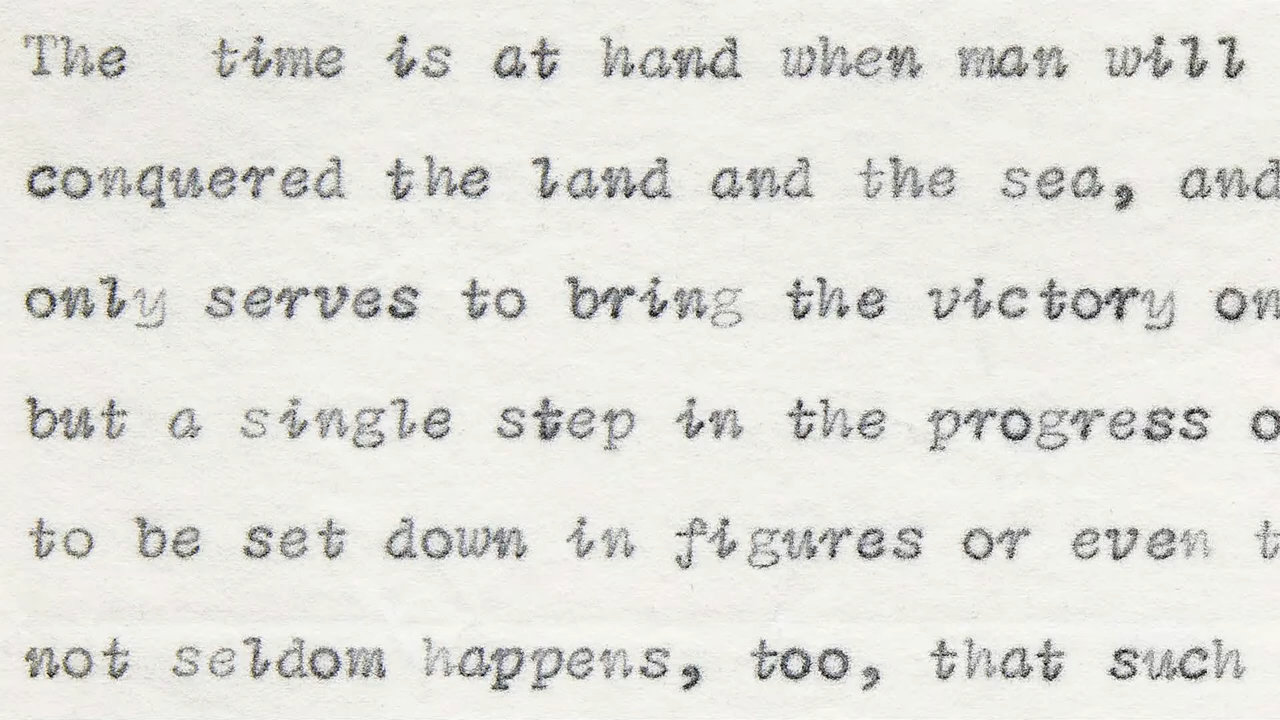 The time is at hand when man will
conquered the land and the sea, and
only serves to bring the victory on
but a single step in the progress o
to be set down in figures or even t
not seldom happens, too, that such